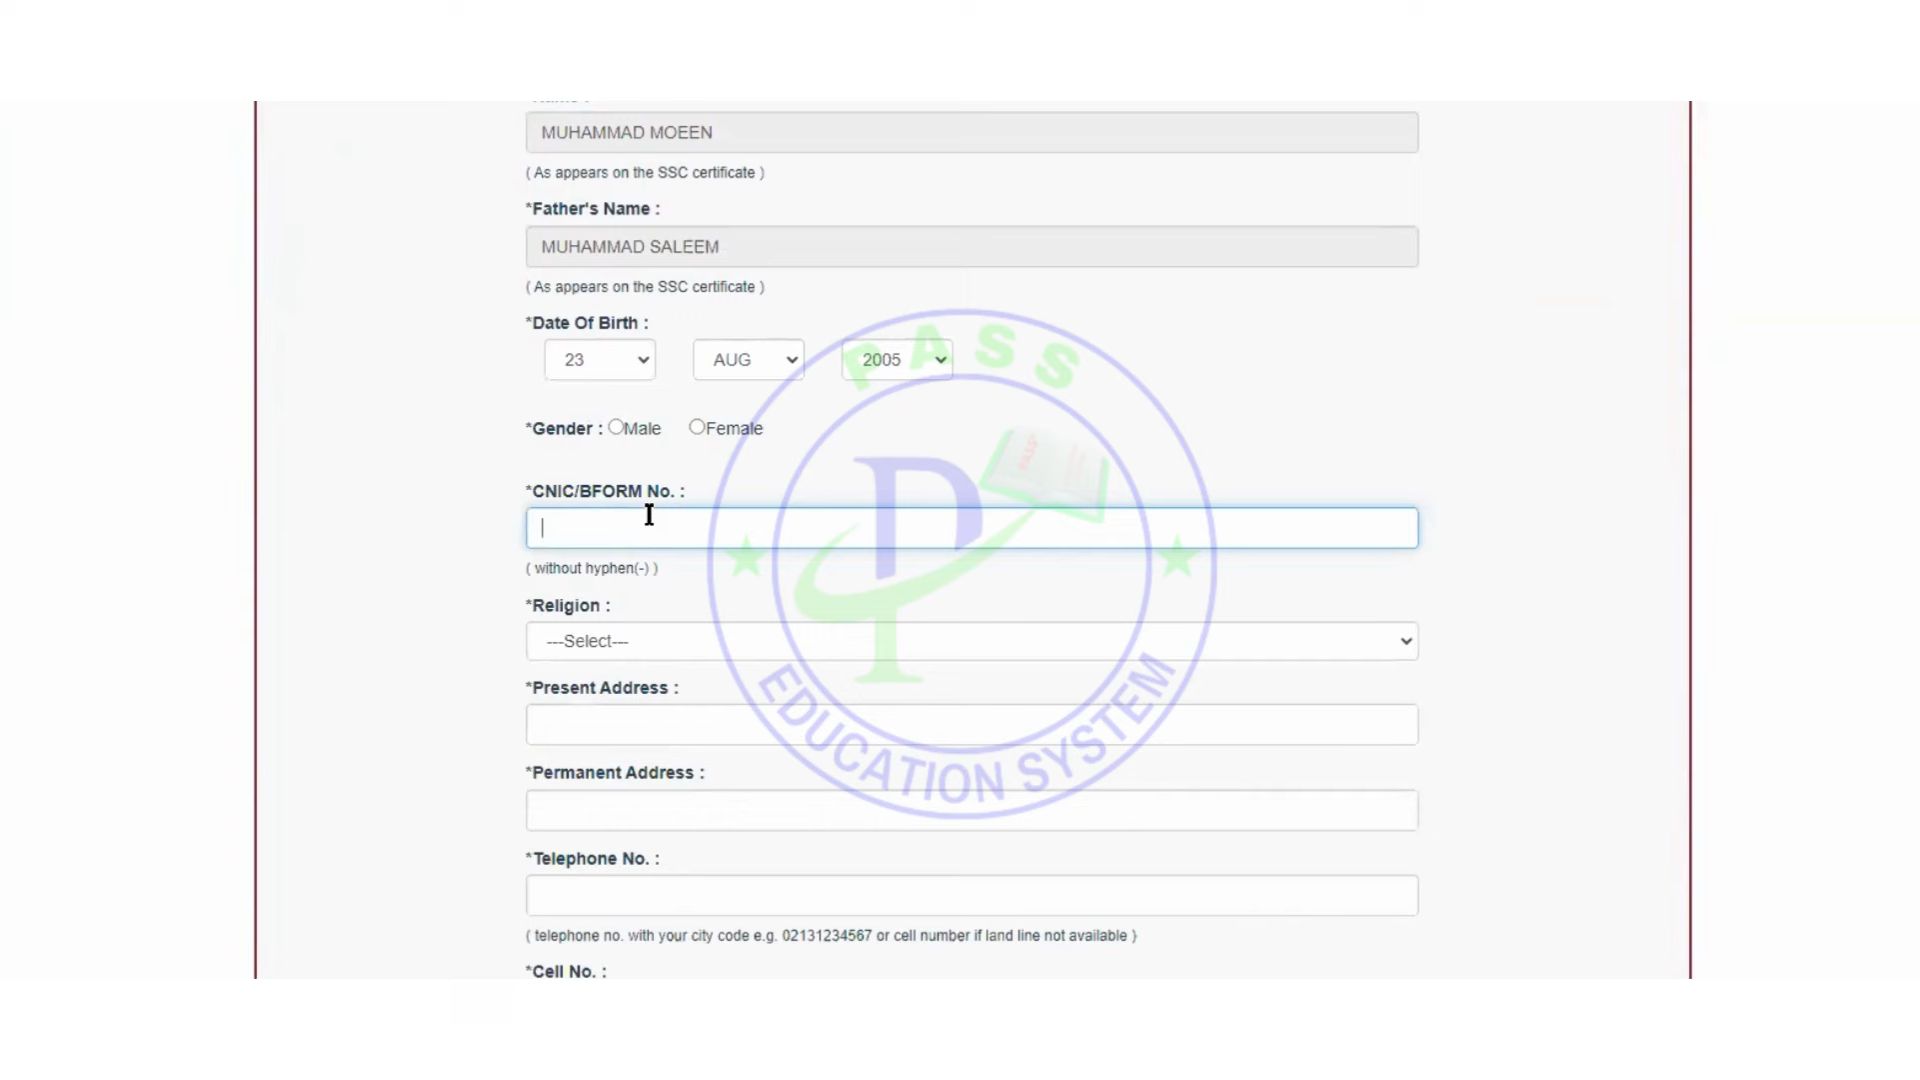 MUHAMMAD MOEEN
( As appears on the SSC certificate )
*Father's Name :
MUHAMMAD SALEEM
( As appears on the SSC certificate )
*Date Of Birth :
23 AUG 2005
*Gender : Male Female
*CNIC/BFORM No. :
( without hyphen(-) )
*Religion :
---Select---
*Present Address :
*Permanent Address :
*Telephone No. :
( telephone no. with your city code e.g. 02131234567 or cell number if land line not available )
*Cell No. :
PASS
EDUCATION SYSTEM